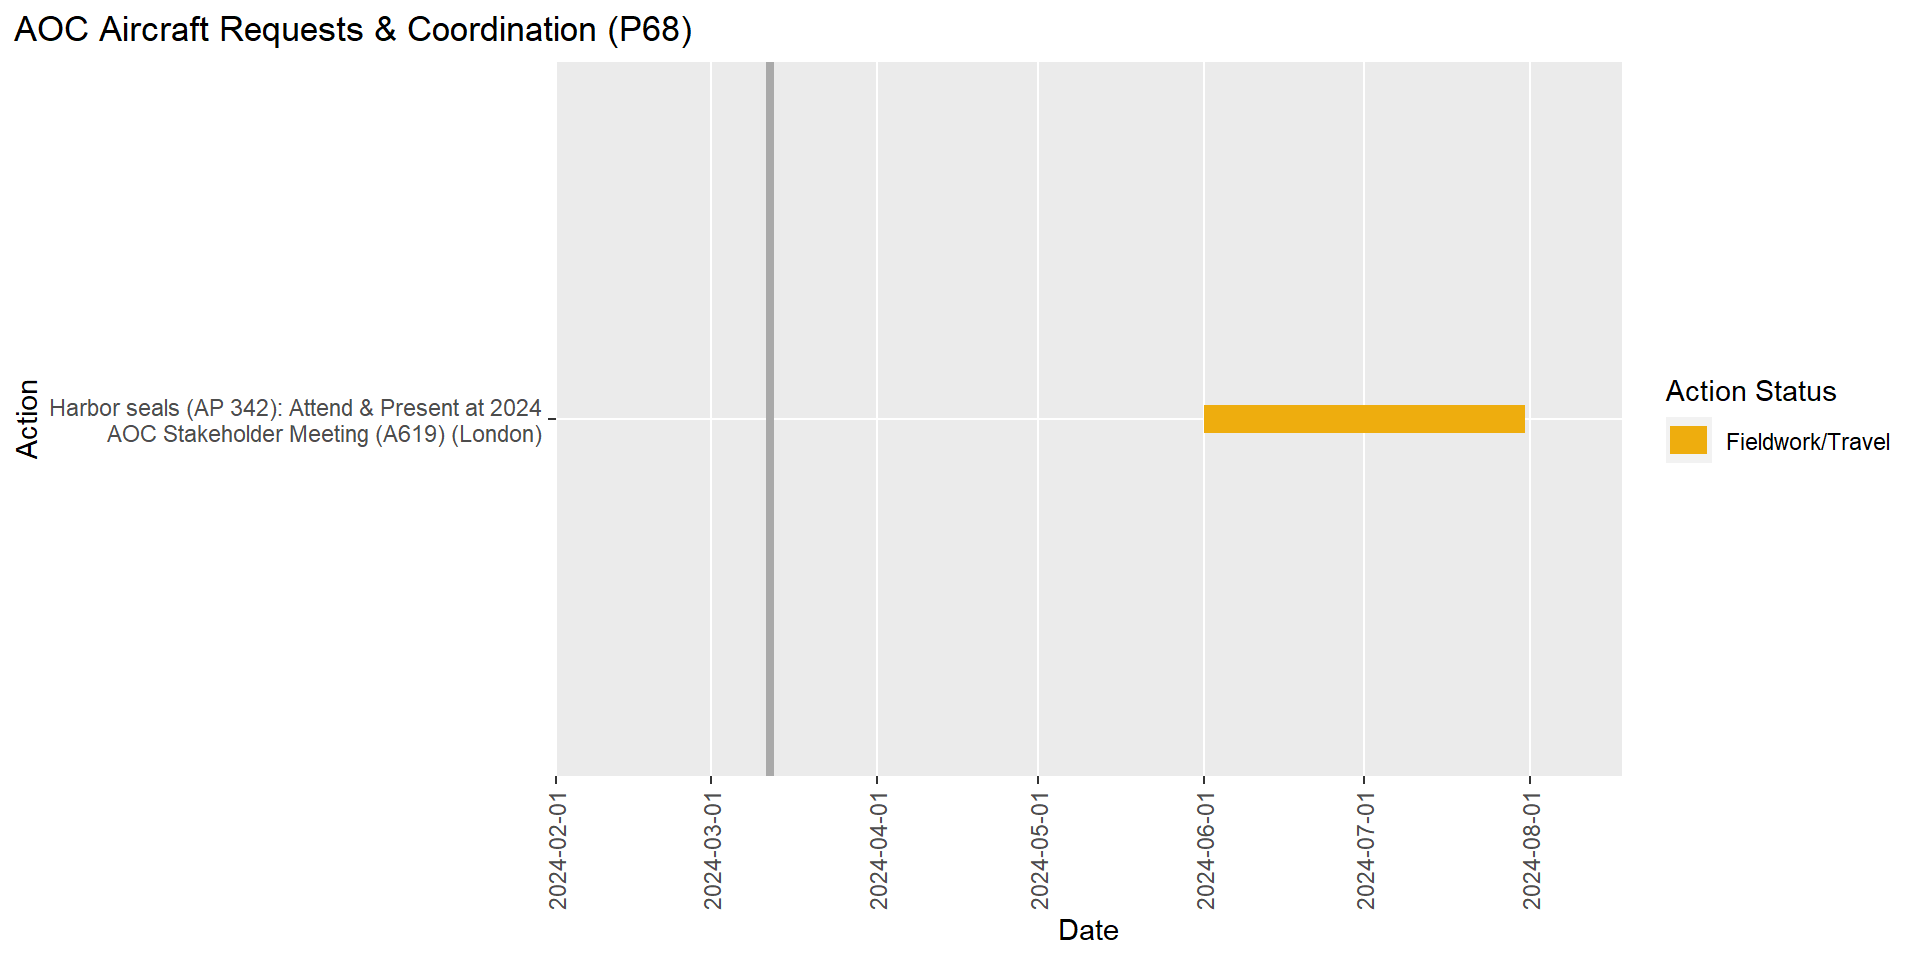 AOC Aircraft Requests & Coordination (P68)
Action
Harbor seals (AP 342): Attend & Present at 2024
AOC Stakeholder Meeting (A619) (London)
2024-02-01
2024-03-01
2024-04-01
2024-05-01
2024-06-01
2024-07-01
2024-08-01
Date
Action Status
Fieldwork/Travel